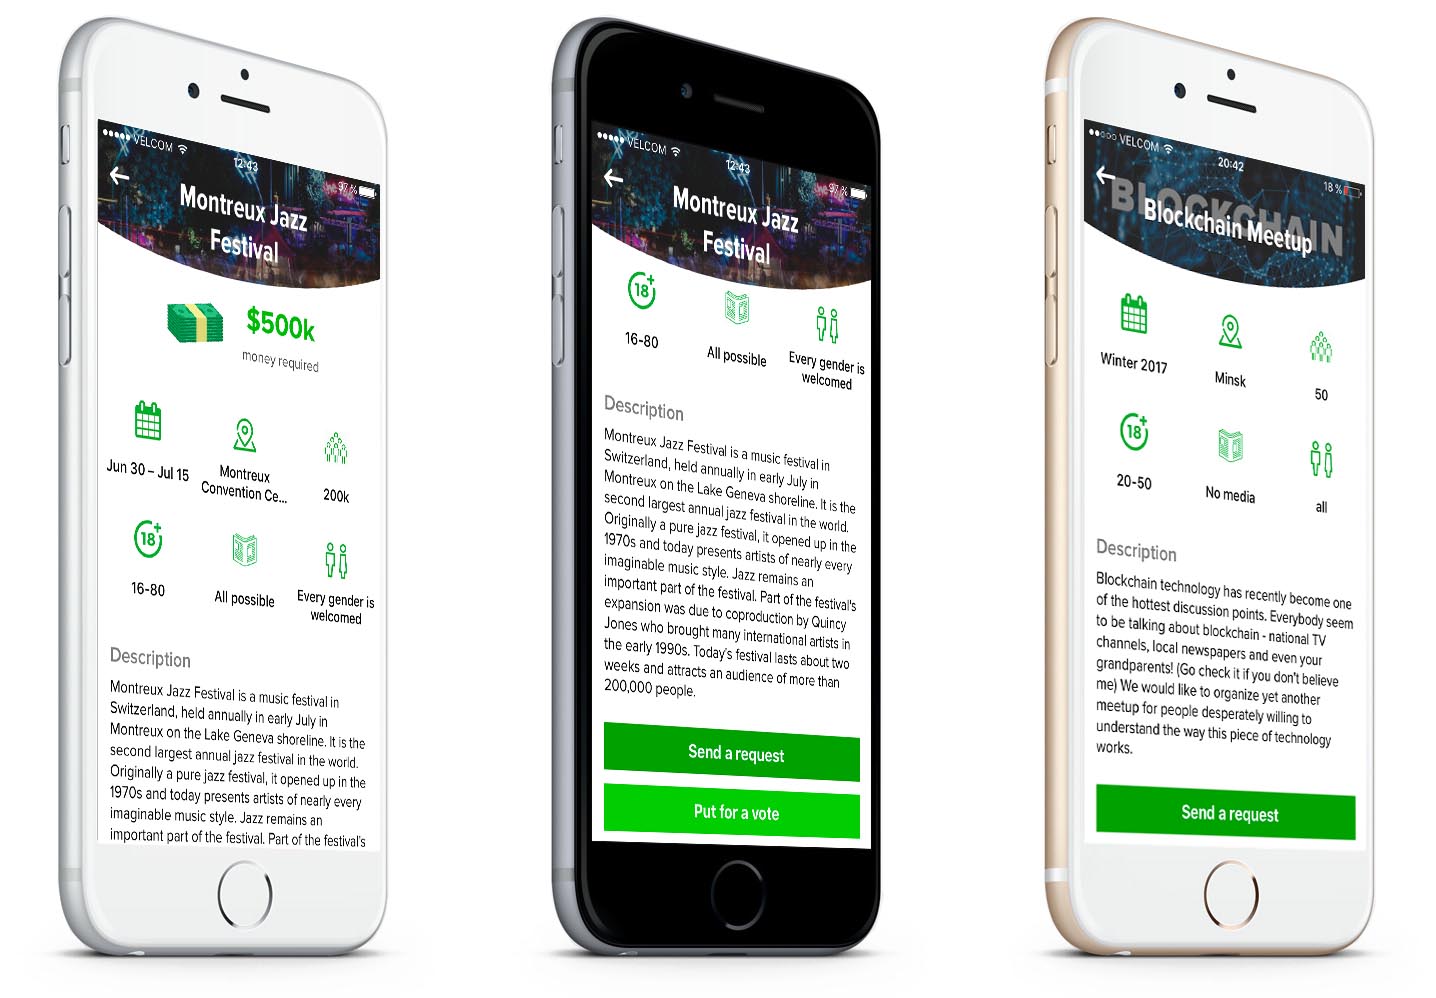 VELCOM
12:43
97 %
Montreux Jazz
Festival
$500k
money required
Jun 30 – Jul 15
Montreux
Convention Ce...
200k
18+
16-80
All possible
Every gender is
welcomed
Description
Montreux Jazz Festival is a music festival in
Switzerland, held annually in early July in
Montreux on the Lake Geneva shoreline. It is the
second largest annual jazz festival in the world.
Originally a pure jazz festival, it opened up in the
1970s and today presents artists of nearly every
imaginable music style. Jazz remains an
important part of the festival. Part of the festival's
VELCOM
12:43
97 %
Montreux Jazz
Festival
18+
16-80
All possible
Every gender is
welcomed
Description
Montreux Jazz Festival is a music festival in
Switzerland, held annually in early July in
Montreux on the Lake Geneva shoreline. It is the
second largest annual jazz festival in the world.
Originally a pure jazz festival, it opened up in the
1970s and today presents artists of nearly every
imaginable music style. Jazz remains an
important part of the festival. Part of the festival's
expansion was due to coproduction by Quincy
Jones who brought many international artists in
the early 1990s. Today's festival lasts about two
weeks and attracts an audience of more than
200,000 people.
Send a request
Put for a vote
VELCOM
20:42
18 %
BLOCKCHAIN
Blockchain Meetup
Winter 2017
Minsk
50
18+
20-50
No media
all
Description
Blockchain technology has recently become one
of the hottest discussion points. Everybody seem
to be talking about blockchain - national TV
channels, local newspapers and even your
grandparents! (Go check it if you don't believe
me) We would like to organize yet another
meetup for people desperately willing to
understand the way this piece of technology
works.
Send a request